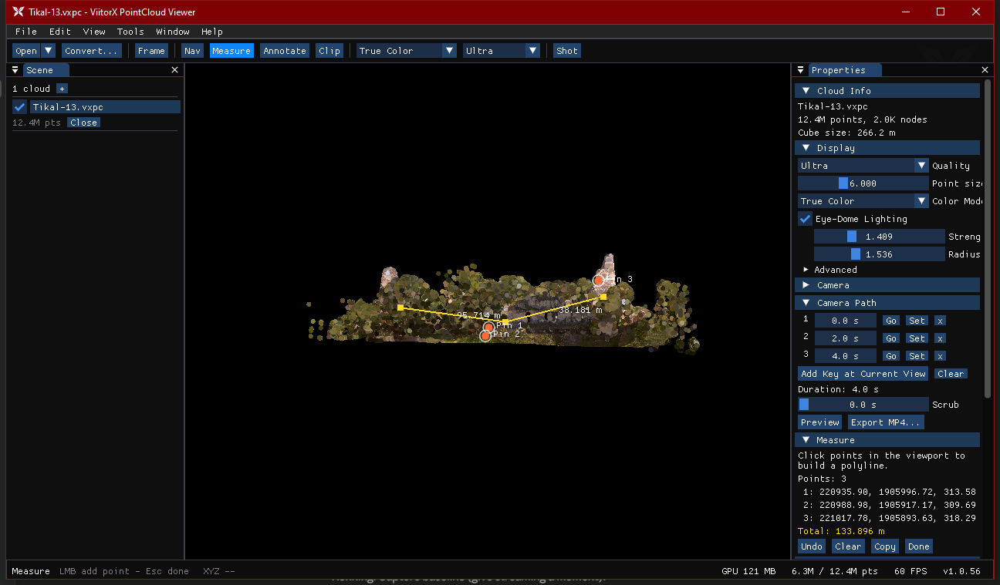 Tikal-13.vxpc - ViitorX PointCloud Viewer
File Edit View Tools Window Help
Open Convert... Frame Nav Measure Annotate Clip True Color Ultra Shot
Scene
1 cloud +
Tikal-13.vxpc
12.4M pts Close
Pin 3
95.714 m
38.181 m
Pin 1
Pin 2
Properties
Cloud Info
Tikal-13.vxpc
12.4M points, 2.0K nodes
Cube size: 266.2 m
Display
Ultra Quality
6.000 Point siz
True Color Color Mod
Eye-Dome Lighting
1.409 Streng
1.536 Radius
Advanced
Camera
Camera Path
1 0.0 s Go Set x
2 2.0 s Go Set x
3 4.0 s Go Set x
Add Key at Current View Clear
Duration: 4.0 s
0.0 s Scrub
Preview Export MP4...
Measure
Click points in the viewport to
build a polyline.
Points: 3
1: 220935.90, 1905996.72, 313.58
2: 220988.98, 1905917.17, 309.69
3: 221017.78, 1905893.63, 318.29
Total: 133.896 m
Undo Clear Copy Done
Measure LMB add point - Esc done XYZ -- GPU 121 MB 6.3M / 12.4M pts 60 FPS v1.0.56